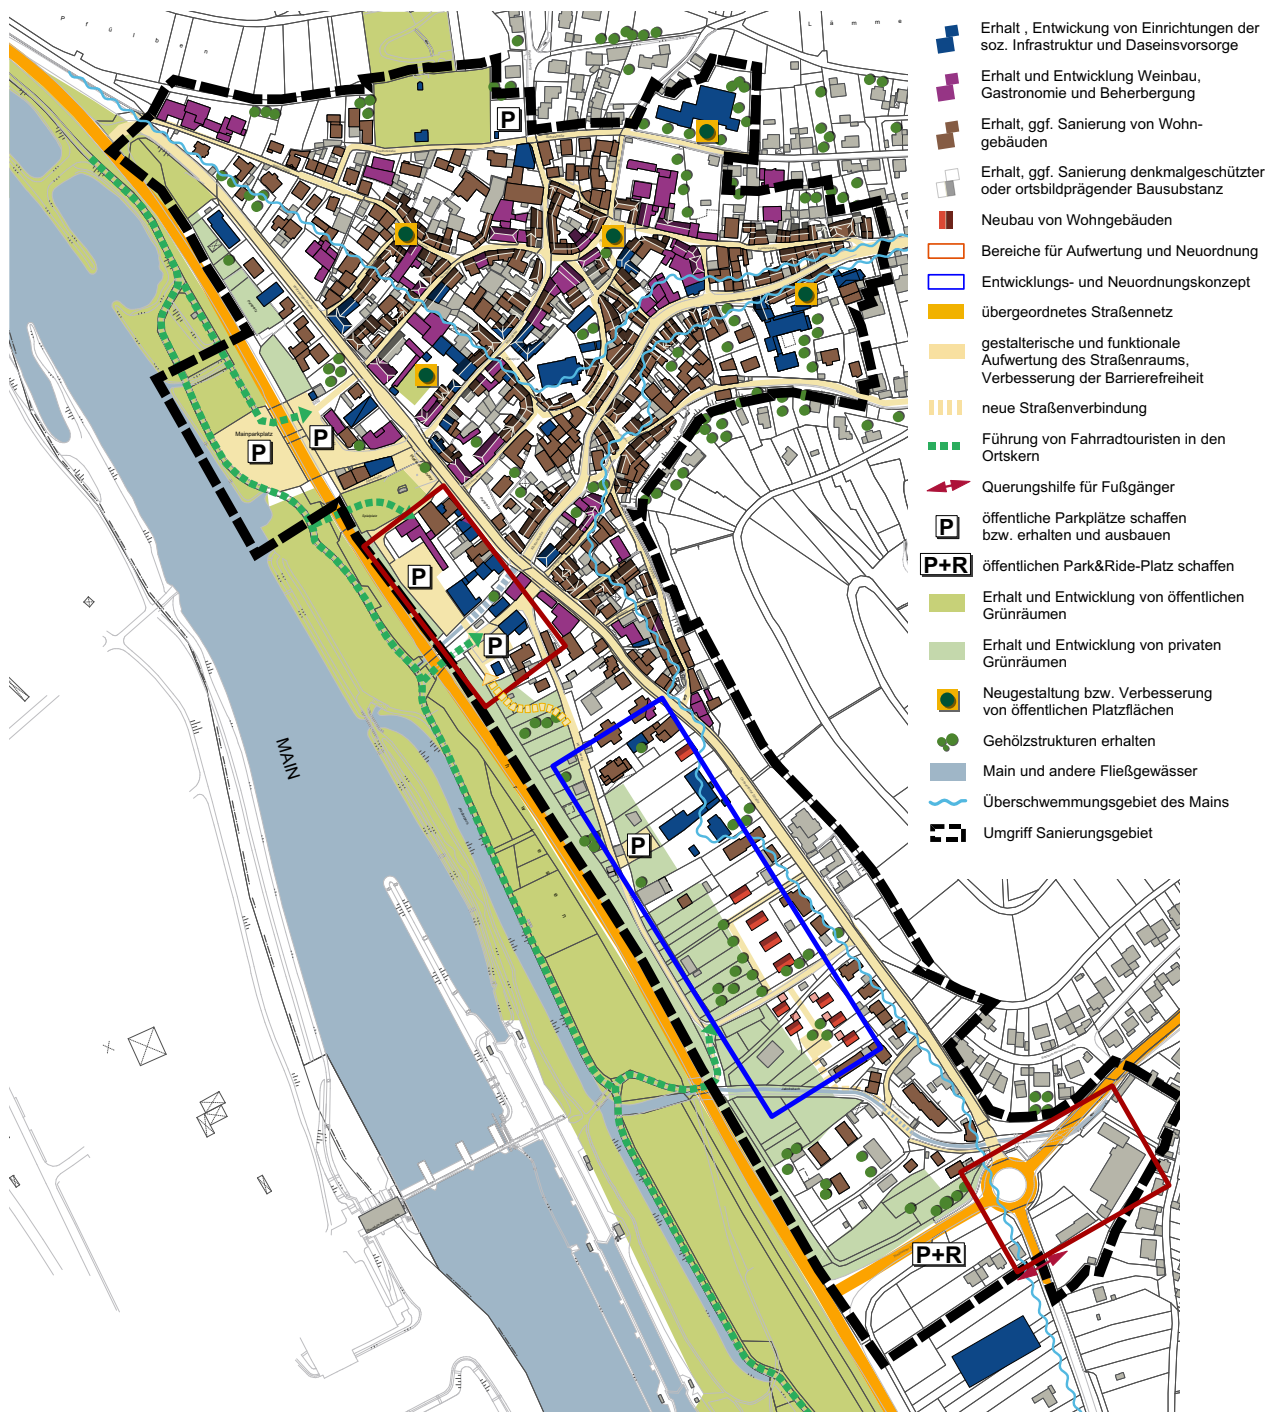 P f ü l b e n
L ä m m e
Erhalt , Entwickung von Einrichtungen der
soz. Infrastruktur und Daseinsvorsorge
Erhalt und Entwicklung Weinbau,
Gastronomie und Beherbergung
Erhalt, ggf. Sanierung von Wohn-
gebäuden
Erhalt, ggf. Sanierung denkmalgeschützter
oder ortsbildprägender Bausubstanz
Neubau von Wohngebäuden
Bereiche für Aufwertung und Neuordnung
Entwicklungs- und Neuordnungskonzept
übergeordnetes Straßennetz
gestalterische und funktionale
Aufwertung des Straßenraums,
Verbesserung der Barrierefreiheit
neue Straßenverbindung
Führung von Fahrradtouristen in den
Ortskern
Querungshilfe für Fußgänger
P
öffentliche Parkplätze schaffen
bzw. erhalten und ausbauen
P+R
öffentlichen Park&Ride-Platz schaffen
Erhalt und Entwicklung von öffentlichen
Grünräumen
Erhalt und Entwicklung von privaten
Grünräumen
Neugestaltung bzw. Verbesserung
von öffentlichen Platzflächen
Gehölzstrukturen erhalten
Main und andere Fließgewässer
Überschwemmungsgebiet des Mains
Umgriff Sanierungsgebiet
P
Mainparkplatz
P
P
P
P
MAIN
P
P+R